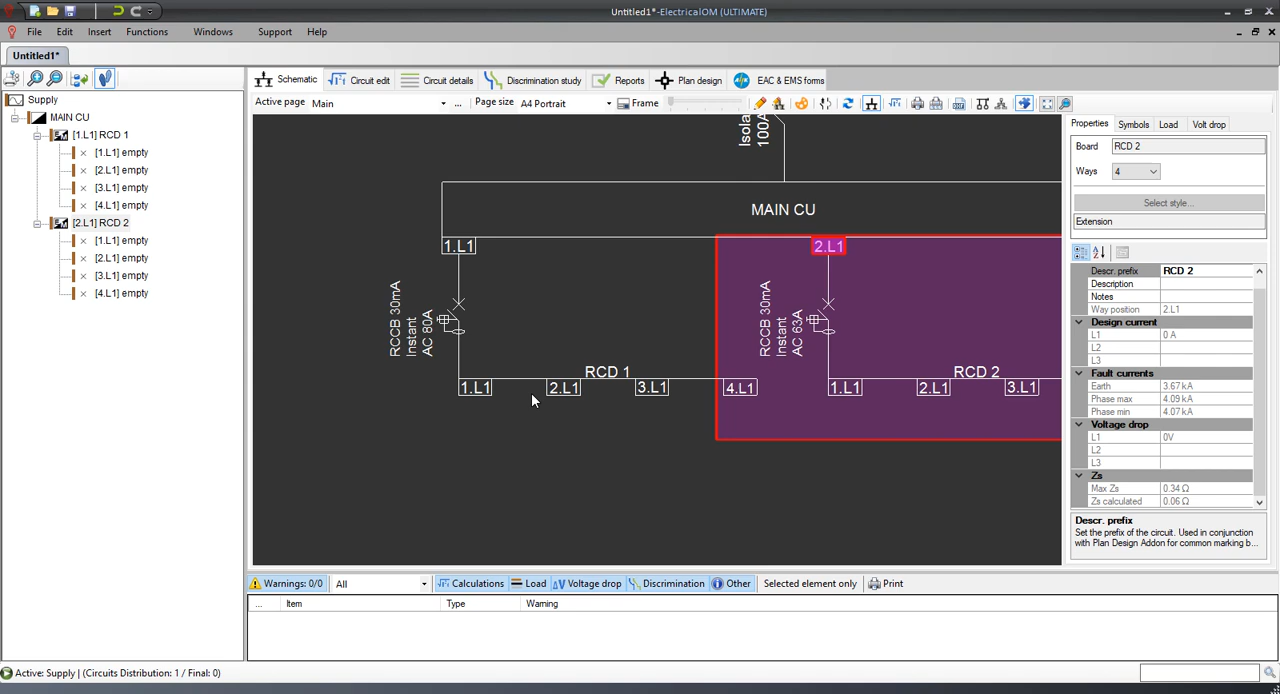 Untitled1*-ElectricalOM (ULTIMATE)
File Edit Insert Functions Windows Support Help
Untitled1*
Schematic Circuit edit Circuit details Discrimination study Reports Plan design EAC & EMS forms
Active page Main ... Page size A4 Portrait Frame
Supply
MAIN CU
[1.L1] RCD 1
[1.L1] empty
[2.L1] empty
[3.L1] empty
[4.L1] empty
[2.L1] RCD 2
[1.L1] empty
[2.L1] empty
[3.L1] empty
[4.L1] empty
Isola
100A
MAIN CU
1.L1
2.L1
RCCB 30mA
Instant
AC 80A
RCCB 30mA
Instant
AC 63A
RCD 1
RCD 2
1.L1 2.L1 3.L1 4.L1
1.L1 2.L1 3.L1
Properties Symbols Load Volt drop
Board RCD 2
Ways 4
Select style...
Extension
Descr. prefix RCD 2
Description
Notes
Way position 2.L1
Design current
L1 0 A
L2
L3
Fault currents
Earth 3.67 kA
Phase max 4.09 kA
Phase min 4.07 kA
Voltage drop
L1 0V
L2
L3
Zs
Max Zs 0.34 Ω
Zs calculated 0.06 Ω
Descr. prefix
Set the prefix of the circuit. Used in conjunction
with Plan Design Addon for common marking b...
Warnings: 0/0 All Calculations Load Voltage drop Discrimination Other Selected element only Print
... Item Type Warning
Active: Supply | (Circuits Distribution: 1 / Final: 0)